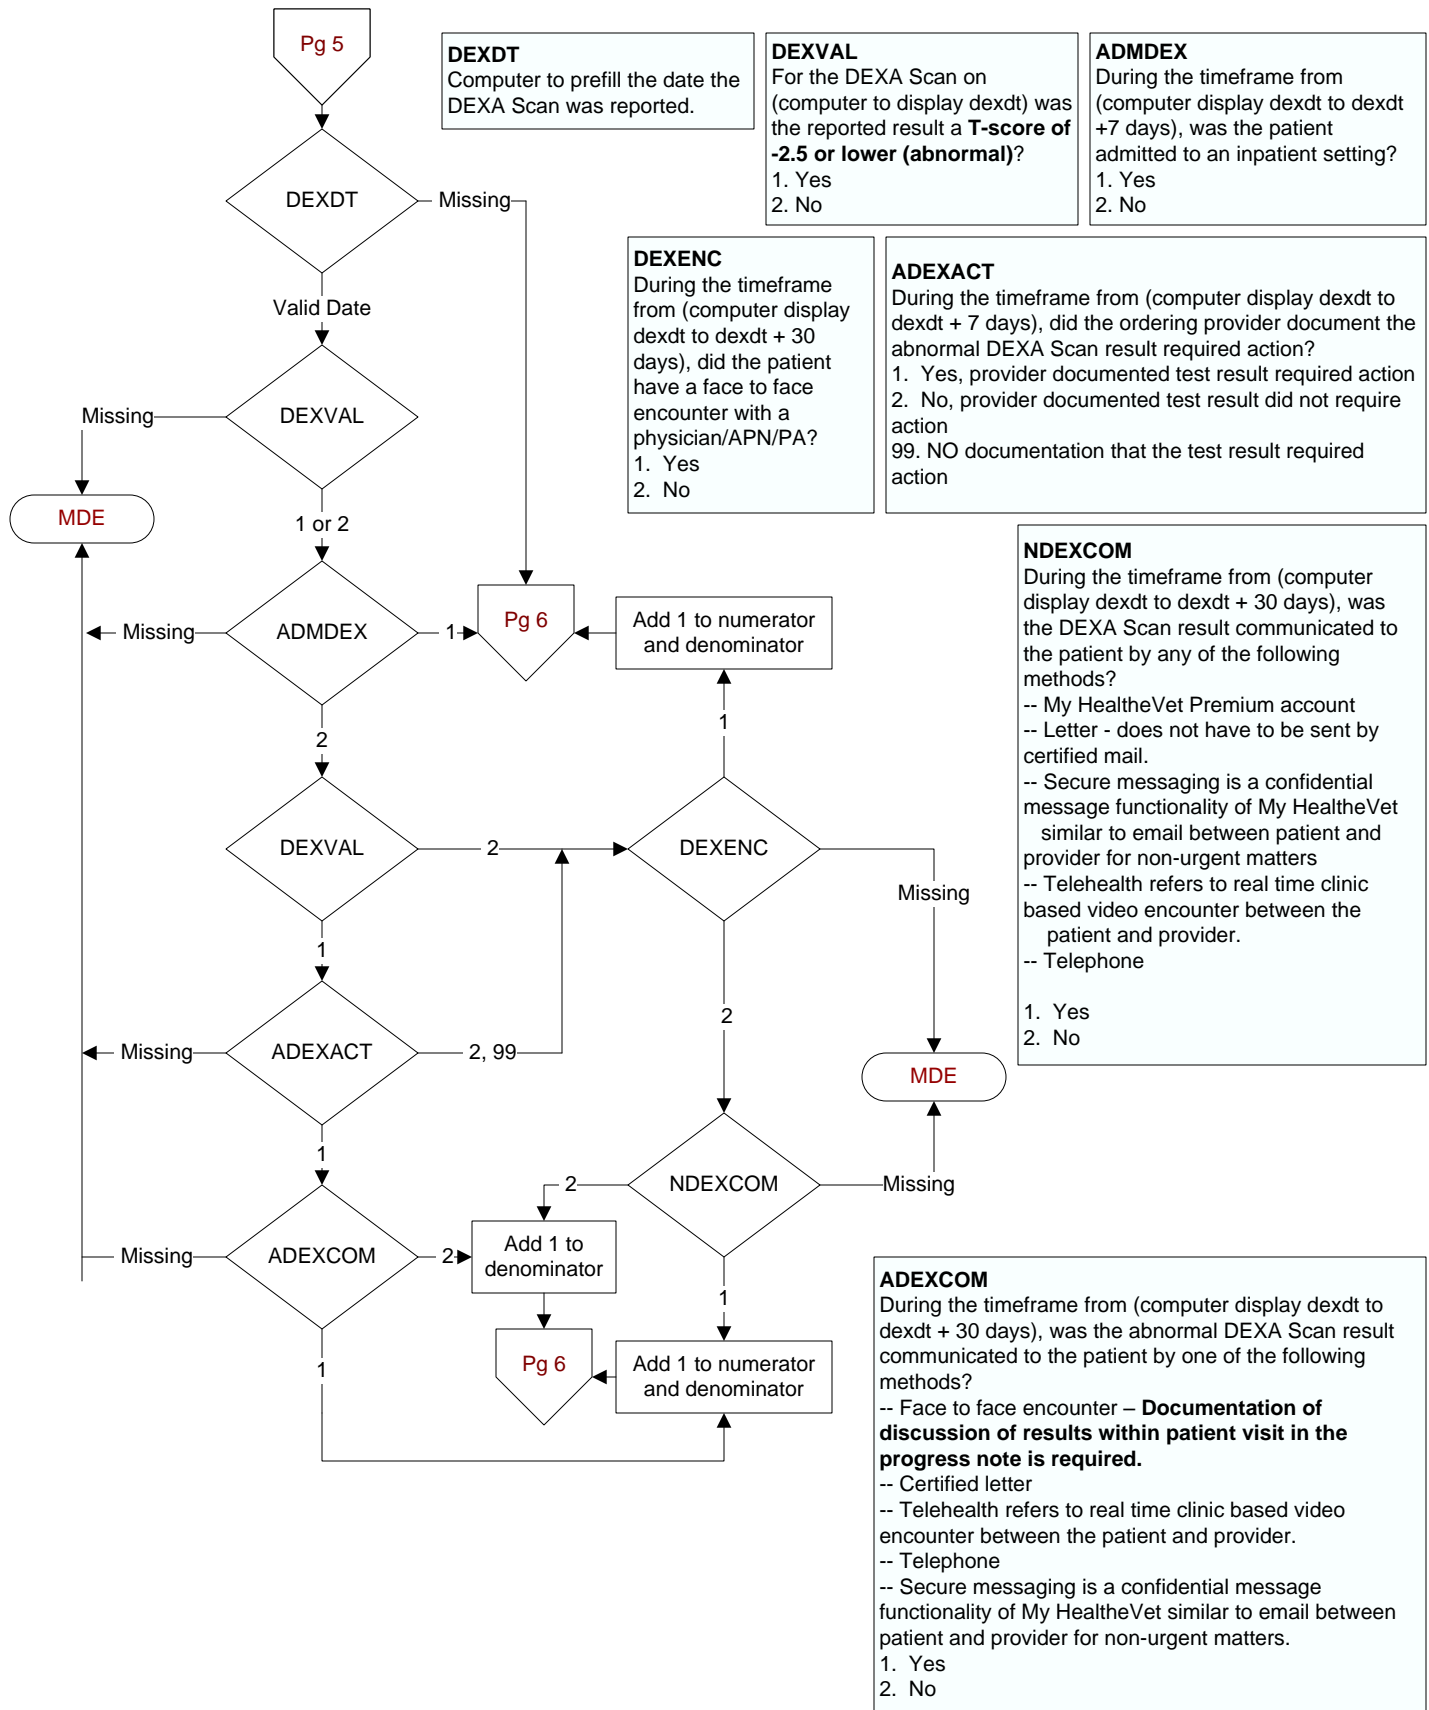 Pg 5
DEXDT
Computer to prefill the date the
DEXA Scan was reported.
DEXVAL
For the DEXA Scan on
(computer to display dexdt) was
the reported result a T-score of
-2.5 or lower (abnormal)?
1. Yes
2. No
ADMDEX
During the timeframe from
(computer display dexdt to dexdt
+7 days), was the patient
admitted to an inpatient setting?
1. Yes
2. No
DEXDT
Missing
Valid Date
DEXENC
During the timeframe
from (computer display
dexdt to dexdt + 30
days), did the patient
have a face to face
encounter with a
physician/APN/PA?
1. Yes
2. No
ADEXACT
During the timeframe from (computer display dexdt to
dexdt + 7 days), did the ordering provider document the
abnormal DEXA Scan result required action?
1. Yes, provider documented test result required action
2. No, provider documented test result did not require
action
99. NO documentation that the test result required
action
Missing
DEXVAL
MDE
1 or 2
NDEXCOM
During the timeframe from (computer
display dexdt to dexdt + 30 days), was
the DEXA Scan result communicated to
the patient by any of the following
methods?
-- My HealtheVet Premium account
-- Letter - does not have to be sent by
certified mail.
-- Secure messaging is a confidential
message functionality of My HealtheVet
similar to email between patient and
provider for non-urgent matters
-- Telehealth refers to real time clinic
based video encounter between the
patient and provider.
-- Telephone
1. Yes
2. No
Missing
ADMDEX
1
Pg 6
Add 1 to numerator
and denominator
2
1
DEXVAL
2
DEXENC
Missing
1
2
Missing
ADEXACT
2, 99
MDE
1
2
NDEXCOM
Missing
Missing
ADEXCOM
2
Add 1 to
denominator
1
1
Pg 6
Add 1 to numerator
and denominator
ADEXCOM
During the timeframe from (computer display dexdt to
dexdt + 30 days), was the abnormal DEXA Scan result
communicated to the patient by one of the following
methods?
-- Face to face encounter – Documentation of
discussion of results within patient visit in the
progress note is required.
-- Certified letter
-- Telehealth refers to real time clinic based video
encounter between the patient and provider.
-- Telephone
-- Secure messaging is a confidential message
functionality of My HealtheVet similar to email between
patient and provider for non-urgent matters.
1. Yes
2. No